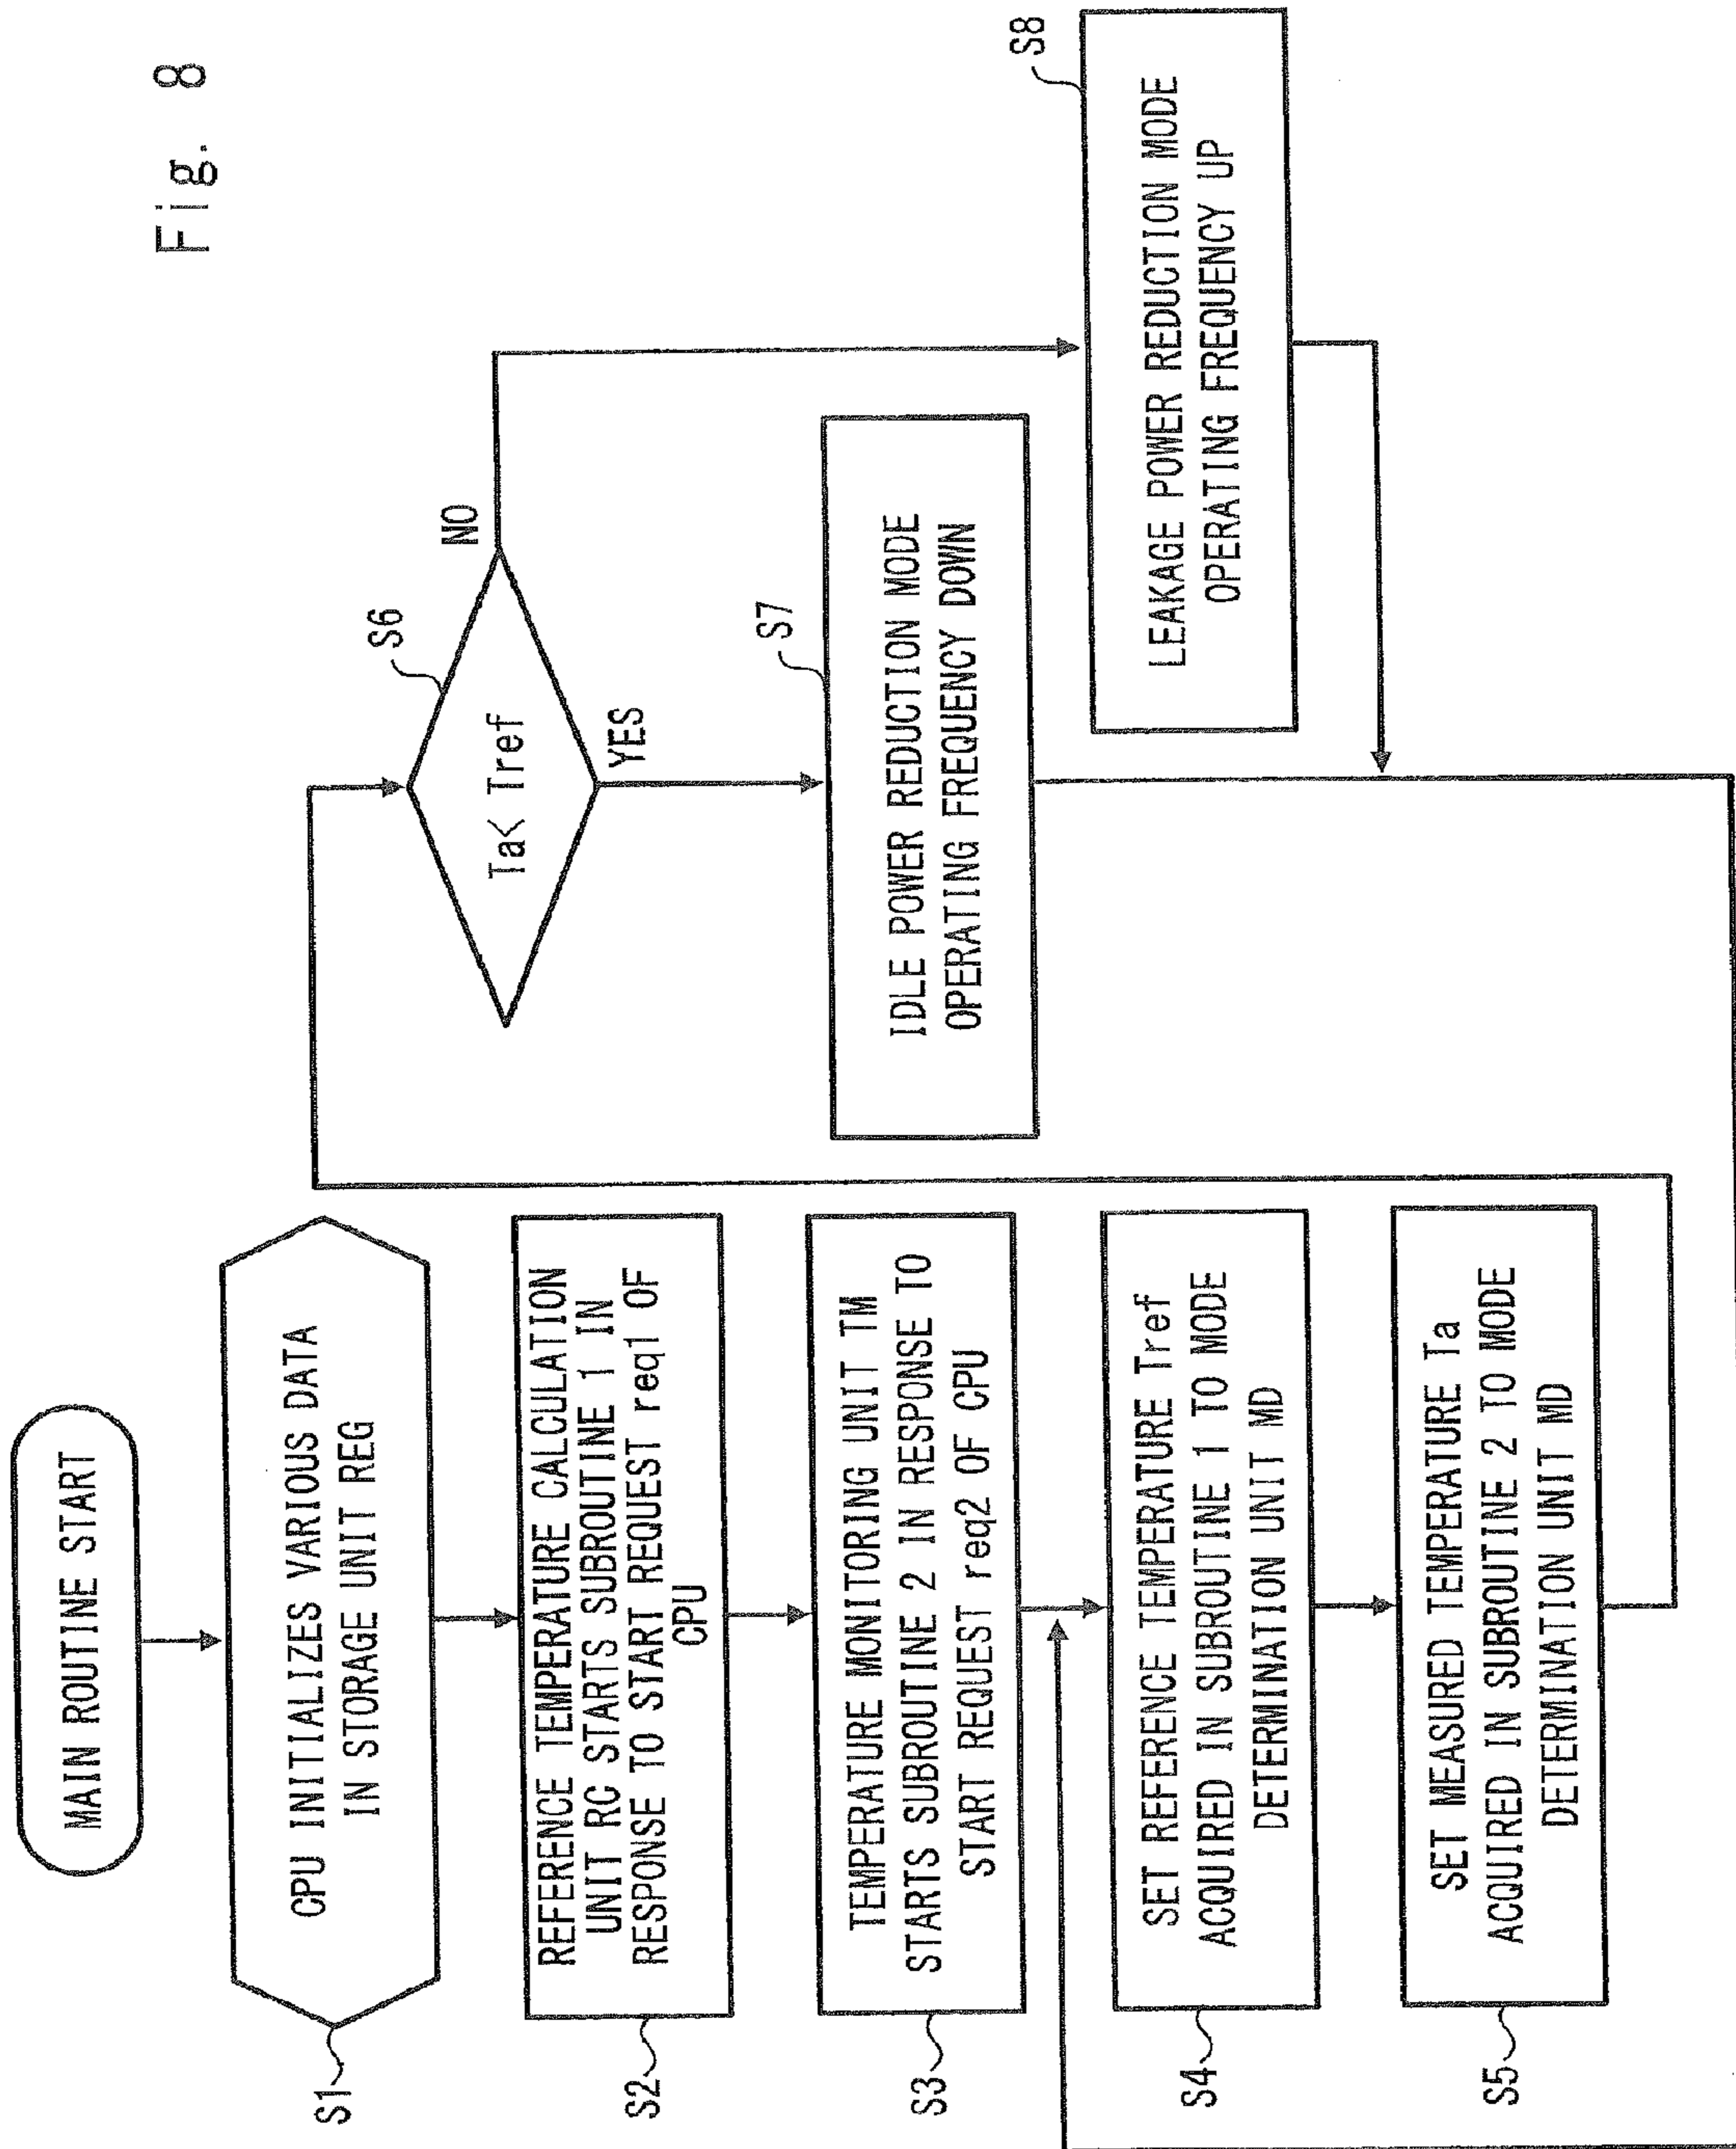 Fig. 8
MAIN ROUTINE START
S1
CPU INITIALIZES VARIOUS DATA
IN STORAGE UNIT REG
S2
REFERENCE TEMPERATURE CALCULATION
UNIT RC STARTS SUBROUTINE 1 IN
RESPONSE TO START REQUEST req1 OF
CPU
S3
TEMPERATURE MONITORING UNIT TM
STARTS SUBROUTINE 2 IN RESPONSE TO
START REQUEST req2 OF CPU
S4
SET REFERENCE TEMPERATURE Tref
ACQUIRED IN SUBROUTINE 1 TO MODE
DETERMINATION UNIT MD
S5
SET MEASURED TEMPERATURE Ta
ACQUIRED IN SUBROUTINE 2 TO MODE
DETERMINATION UNIT MD
S6
Ta< Tref
NO
YES
S7
IDLE POWER REDUCTION MODE
OPERATING FREQUENCY DOWN
S8
LEAKAGE POWER REDUCTION MODE
OPERATING FREQUENCY UP